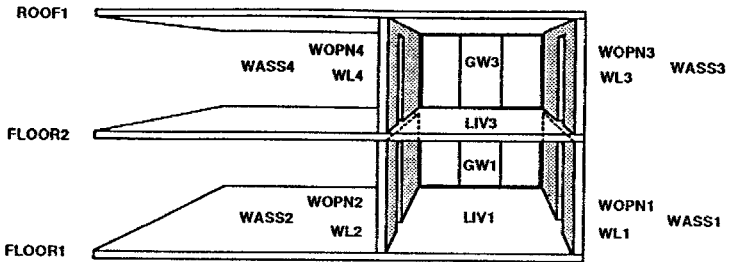 ROOF1
WOPN4
WOPN3
WASS4
GW3
WASS3
WL4
WL3
LIV3
FLOOR2
GW1
WOPN2
WOPN1
WASS2
LIV1
WASS1
WL2
WL1
FLOOR1